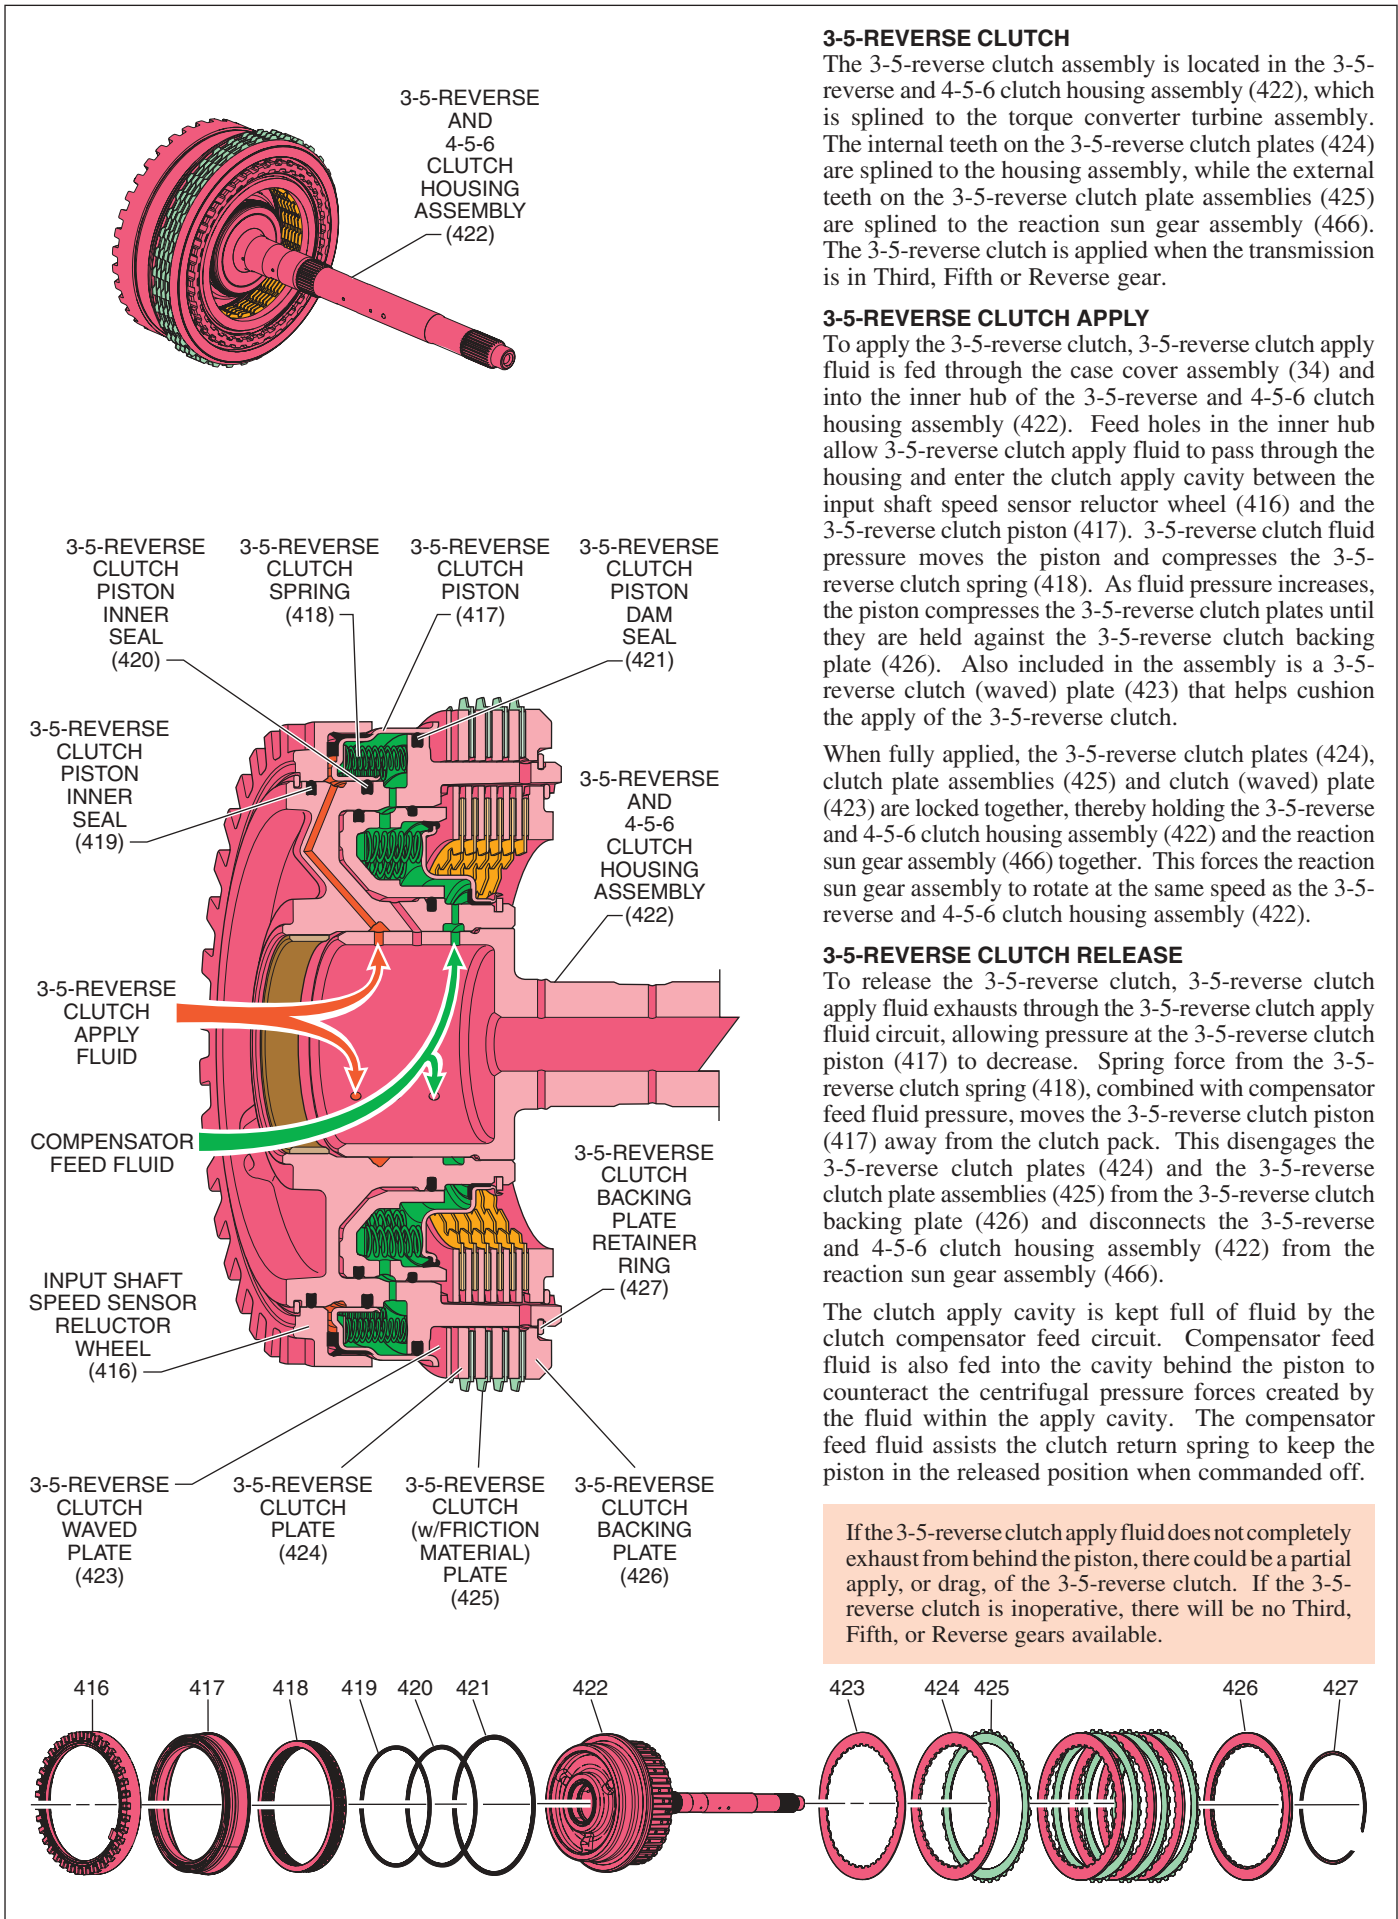 3-5-REVERSE
AND
4-5-6
CLUTCH
HOUSING
ASSEMBLY
(422)
3-5-REVERSE
CLUTCH
PISTON
INNER
SEAL
(420)
3-5-REVERSE
CLUTCH
SPRING
(418)
3-5-REVERSE
CLUTCH
PISTON
(417)
3-5-REVERSE
CLUTCH
PISTON
DAM
SEAL
(421)
3-5-REVERSE
CLUTCH
PISTON
INNER
SEAL
(419)
3-5-REVERSE
AND
4-5-6
CLUTCH
HOUSING
ASSEMBLY
(422)
3-5-REVERSE
CLUTCH
APPLY
FLUID
COMPENSATOR
FEED FLUID
3-5-REVERSE
CLUTCH
BACKING
PLATE
RETAINER
RING
(427)
INPUT SHAFT
SPEED SENSOR
RELUCTOR
WHEEL
(416)
3-5-REVERSE
CLUTCH
WAVED
PLATE
(423)
3-5-REVERSE
CLUTCH
PLATE
(424)
3-5-REVERSE
CLUTCH
(w/FRICTION
MATERIAL)
PLATE
(425)
3-5-REVERSE
CLUTCH
BACKING
PLATE
(426)
3-5-REVERSE CLUTCH
The 3-5-reverse clutch assembly is located in the 3-5-
reverse and 4-5-6 clutch housing assembly (422), which
is splined to the torque converter turbine assembly.
The internal teeth on the 3-5-reverse clutch plates (424)
are splined to the housing assembly, while the external
teeth on the 3-5-reverse clutch plate assemblies (425)
are splined to the reaction sun gear assembly (466).
The 3-5-reverse clutch is applied when the transmission
is in Third, Fifth or Reverse gear.
3-5-REVERSE CLUTCH APPLY
To apply the 3-5-reverse clutch, 3-5-reverse clutch apply
fluid is fed through the case cover assembly (34) and
into the inner hub of the 3-5-reverse and 4-5-6 clutch
housing assembly (422). Feed holes in the inner hub
allow 3-5-reverse clutch apply fluid to pass through the
housing and enter the clutch apply cavity between the
input shaft speed sensor reluctor wheel (416) and the
3-5-reverse clutch piston (417). 3-5-reverse clutch fluid
pressure moves the piston and compresses the 3-5-
reverse clutch spring (418). As fluid pressure increases,
the piston compresses the 3-5-reverse clutch plates until
they are held against the 3-5-reverse clutch backing
plate (426). Also included in the assembly is a 3-5-
reverse clutch (waved) plate (423) that helps cushion
the apply of the 3-5-reverse clutch.
When fully applied, the 3-5-reverse clutch plates (424),
clutch plate assemblies (425) and clutch (waved) plate
(423) are locked together, thereby holding the 3-5-reverse
and 4-5-6 clutch housing assembly (422) and the reaction
sun gear assembly (466) together. This forces the reaction
sun gear assembly to rotate at the same speed as the 3-5-
reverse and 4-5-6 clutch housing assembly (422).
3-5-REVERSE CLUTCH RELEASE
To release the 3-5-reverse clutch, 3-5-reverse clutch
apply fluid exhausts through the 3-5-reverse clutch apply
fluid circuit, allowing pressure at the 3-5-reverse clutch
piston (417) to decrease. Spring force from the 3-5-
reverse clutch spring (418), combined with compensator
feed fluid pressure, moves the 3-5-reverse clutch piston
(417) away from the clutch pack. This disengages the
3-5-reverse clutch plates (424) and the 3-5-reverse
clutch plate assemblies (425) from the 3-5-reverse clutch
backing plate (426) and disconnects the 3-5-reverse
and 4-5-6 clutch housing assembly (422) from the
reaction sun gear assembly (466).
The clutch apply cavity is kept full of fluid by the
clutch compensator feed circuit. Compensator feed
fluid is also fed into the cavity behind the piston to
counteract the centrifugal pressure forces created by
the fluid within the apply cavity. The compensator
feed fluid assists the clutch return spring to keep the
piston in the released position when commanded off.
If the 3-5-reverse clutch apply fluid does not completely
exhaust from behind the piston, there could be a partial
apply, or drag, of the 3-5-reverse clutch. If the 3-5-
reverse clutch is inoperative, there will be no Third,
Fifth, or Reverse gears available.
416 417 418 419 420 421 422 423 424 425 426 427